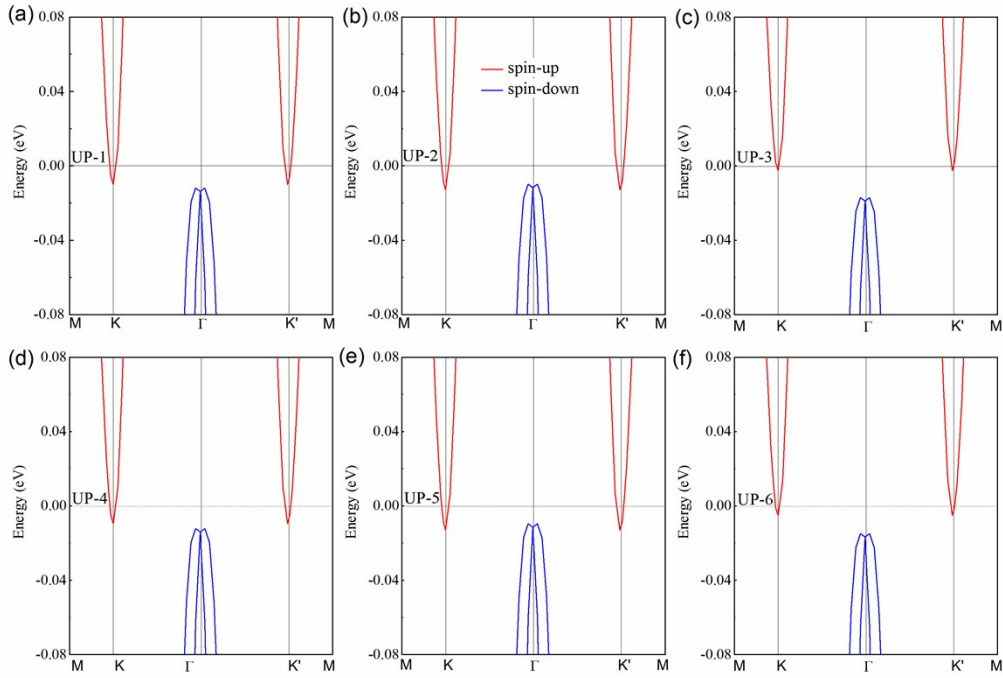 (a)
Energy (eV)
0.08
0.04
0.00
-0.04
-0.08
UP-1
M K Γ K' M
(b)
Energy (eV)
0.08
0.04
0.00
-0.04
-0.08
UP-2
spin-up
spin-down
M K Γ K' M
(c)
Energy (eV)
0.08
0.04
0.00
-0.04
-0.08
UP-3
M K Γ K' M
(d)
Energy (eV)
0.08
0.04
0.00
-0.04
-0.08
UP-4
M K Γ K' M
(e)
Energy (eV)
0.08
0.04
0.00
-0.04
-0.08
UP-5
M K Γ K' M
(f)
Energy (eV)
0.08
0.04
0.00
-0.04
-0.08
UP-6
M K Γ K' M